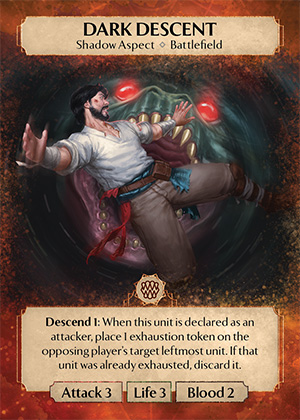 DARK DESCENT
Shadow Aspect ⟡ Battlefield
Descend 1: When this unit is declared as an
attacker, place 1 exhaustion token on the
opposing player's target leftmost unit. If that
unit was already exhausted, discard it.
Attack 3 Life 3 Blood 2